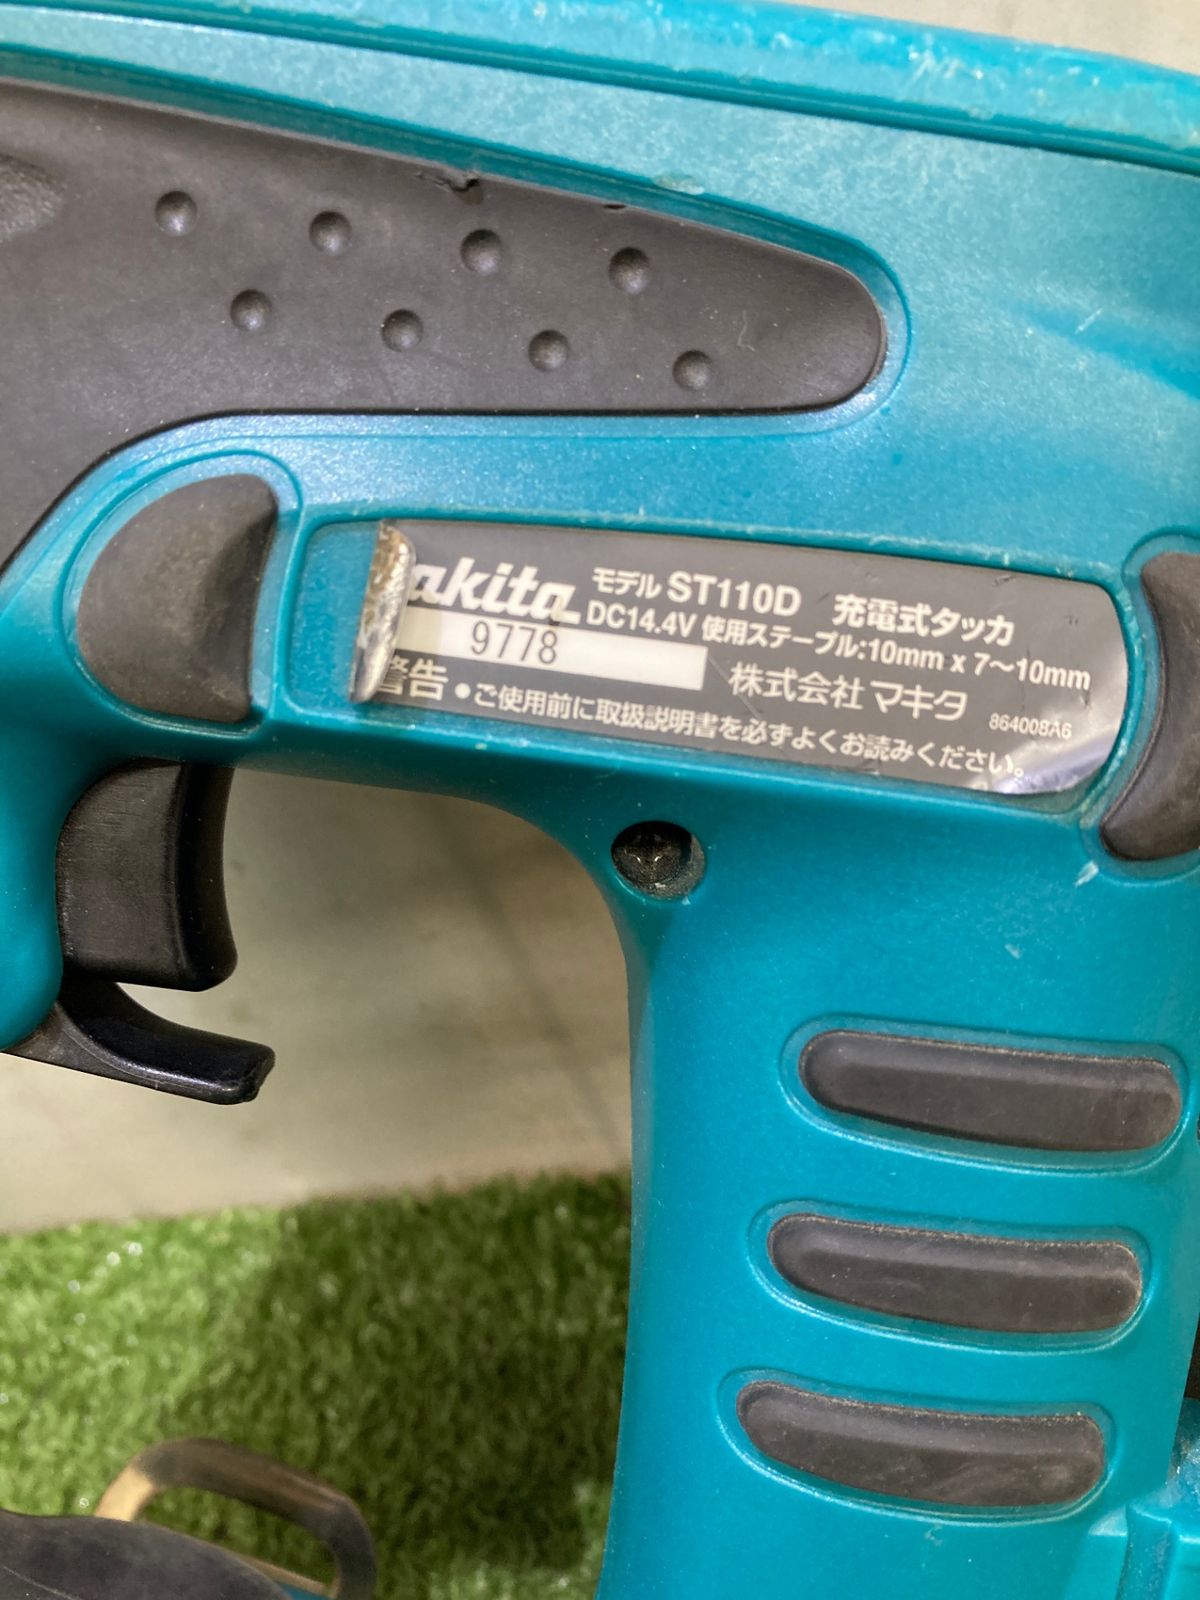 makita モデル ST110D 充電式タッカ
DC14.4V 使用ステープル:10mm x 7〜10mm
9778
株式会社 マキタ 864008A6
警告 ●ご使用前に取扱説明書を必ずよくお読みください。